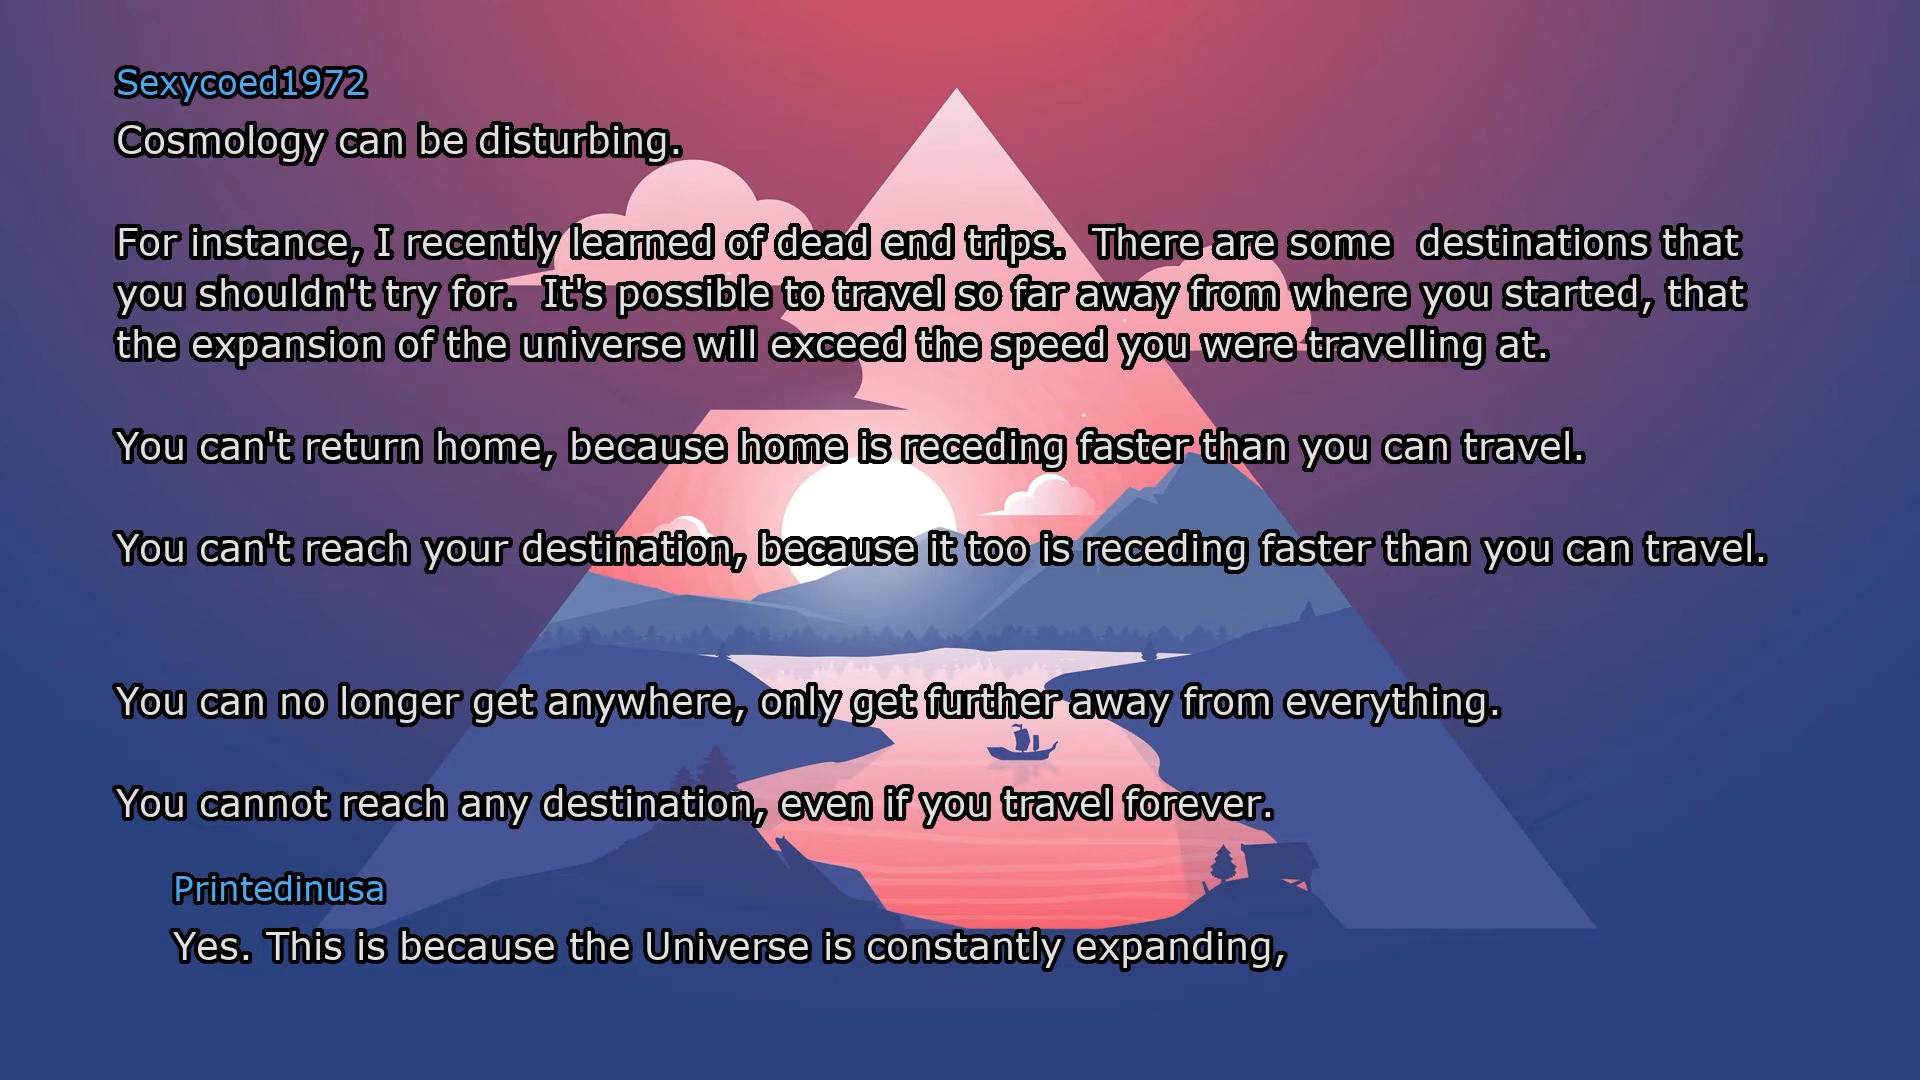 Sexycoed1972
Cosmology can be disturbing.
For instance, I recently learned of dead end trips.  There are some  destinations that
you shouldn't try for.  It's possible to travel so far away from where you started, that
the expansion of the universe will exceed the speed you were travelling at.
You can't return home, because home is receding faster than you can travel.
You can't reach your destination, because it too is receding faster than you can travel.
You can no longer get anywhere, only get further away from everything.
You cannot reach any destination, even if you travel forever.
Printedinusa
Yes. This is because the Universe is constantly expanding,